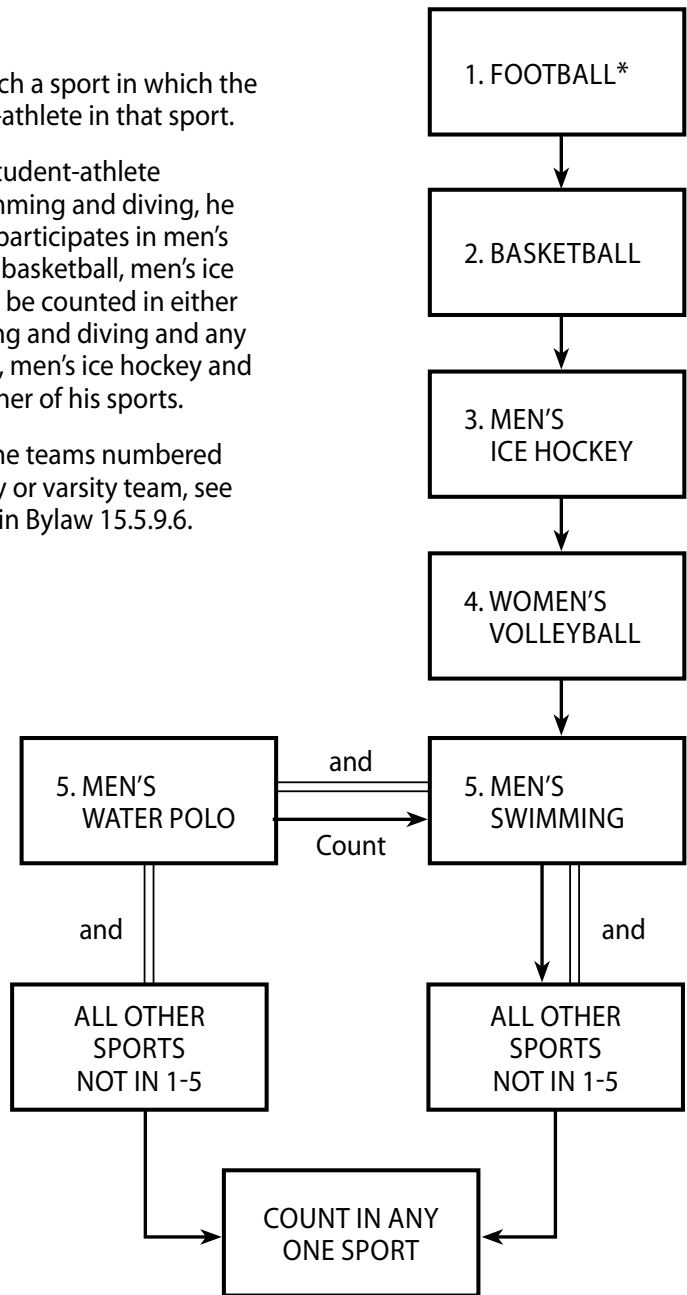 ch a sport in which the
-athlete in that sport.
tudent-athlete
nming and diving, he
participates in men's
basketball, men's ice
be counted in either
ng and diving and any
, men's ice hockey and
ner of his sports.
he teams numbered
y or varsity team, see
in Bylaw 15.5.9.6.
1. FOOTBALL*
2. BASKETBALL
3. MEN'S
ICE HOCKEY
4. WOMEN'S
VOLLEYBALL
5. MEN'S
WATER POLO
and
Count
5. MEN'S
SWIMMING
and
and
ALL OTHER
SPORTS
NOT IN 1-5
ALL OTHER
SPORTS
NOT IN 1-5
COUNT IN ANY
ONE SPORT